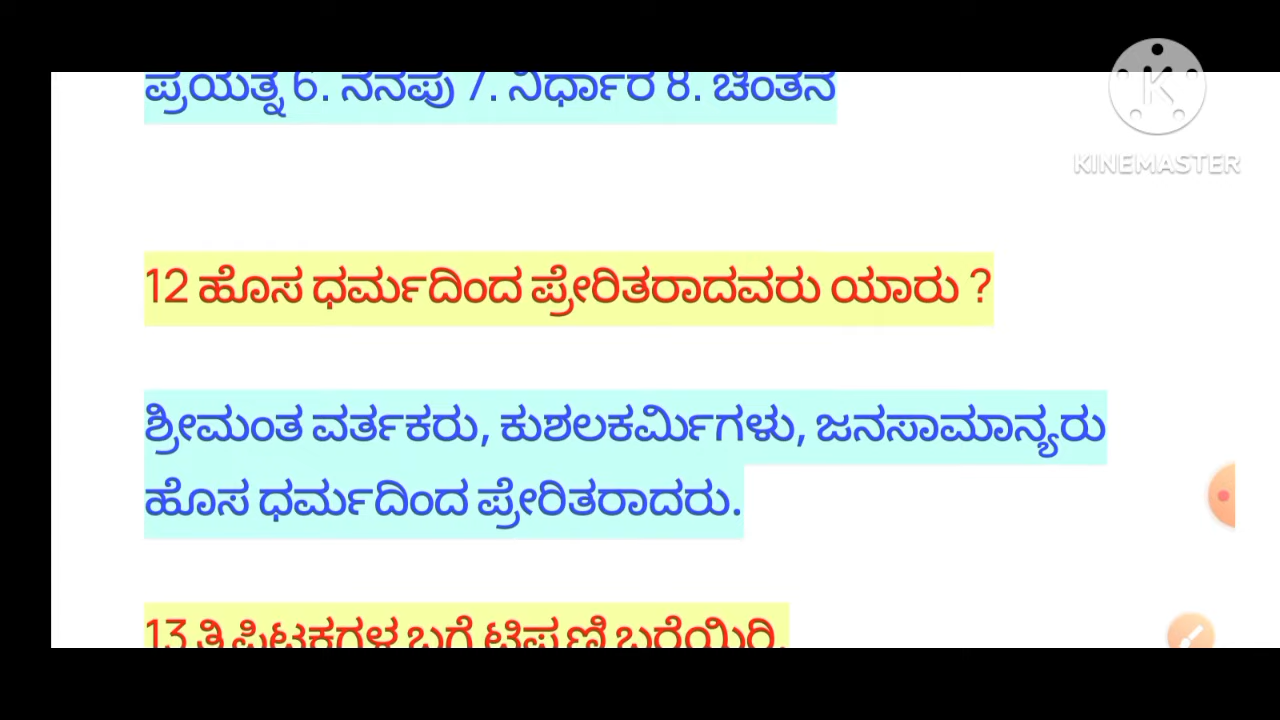 ಪ್ರಯತ್ನ 6. ನೆನಪು 7. ನಿರ್ಧಾರ 8. ಚಿಂತನ
KINEMASTER
12 ಹೊಸ ಧರ್ಮದಿಂದ ಪ್ರೇರಿತರಾದವರು ಯಾರು ?
ಶ್ರೀಮಂತ ವರ್ತಕರು, ಕುಶಲಕರ್ಮಿಗಳು, ಜನಸಾಮಾನ್ಯರು
ಹೊಸ ಧರ್ಮದಿಂದ ಪ್ರೇರಿತರಾದರು.
13 ತ್ರಿಪಿಟಕಗಳ ಬಗ್ಗೆ ಟಿಪ್ಪಣಿ ಬರೆಯಿರಿ.